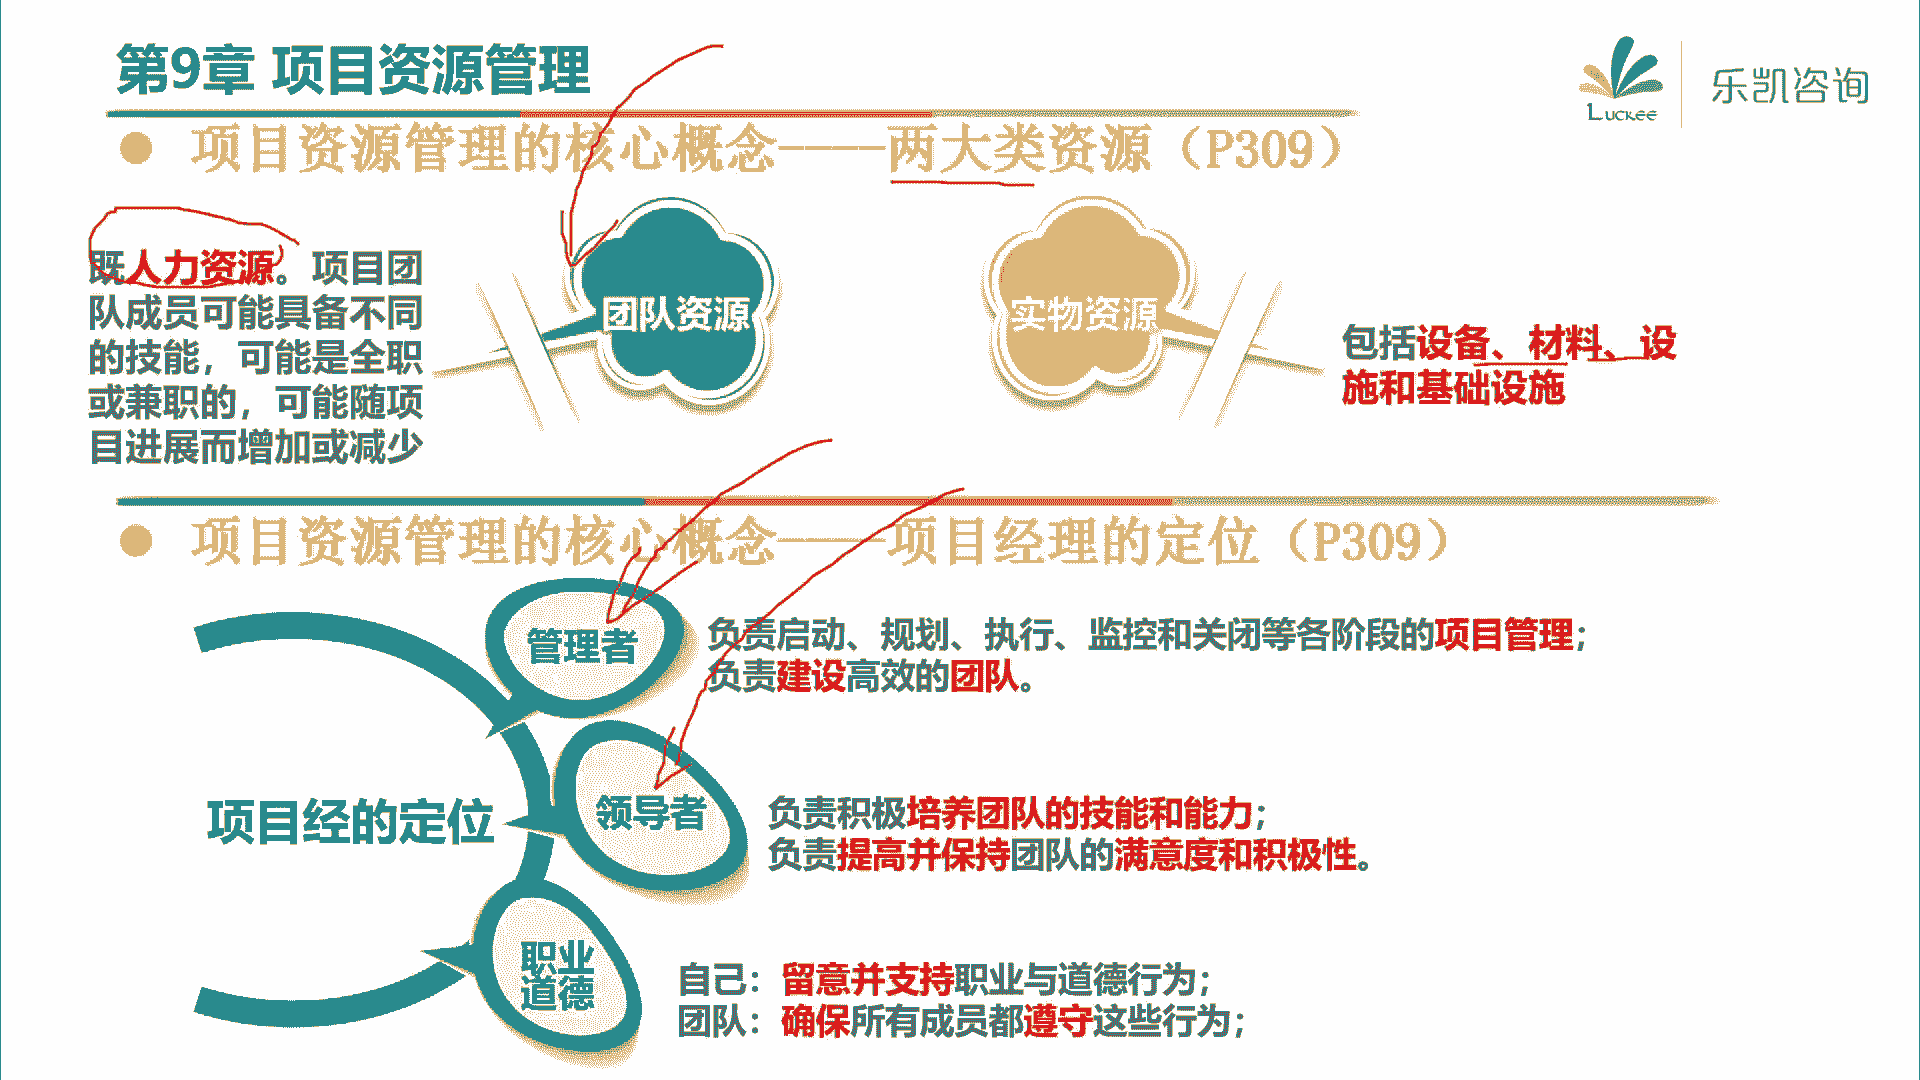 第9章 项目资源管理
Luckee
乐凯咨询
项目资源管理的核心概念——两大类资源（P309）
既人力资源。项目团
队成员可能具备不同
的技能，可能是全职
或兼职的，可能随项
目进展而增加或减少
团队资源
实物资源
包括设备、材料、设
施和基础设施
项目资源管理的核心概念——项目经理的定位（P309）
管理者
负责启动、规划、执行、监控和关闭等各阶段的项目管理；
负责建设高效的团队。
项目经的定位
领导者
负责积极培养团队的技能和能力；
负责提高并保持团队的满意度和积极性。
职业
道德
自己：留意并支持职业与道德行为；
团队：确保所有成员都遵守这些行为；